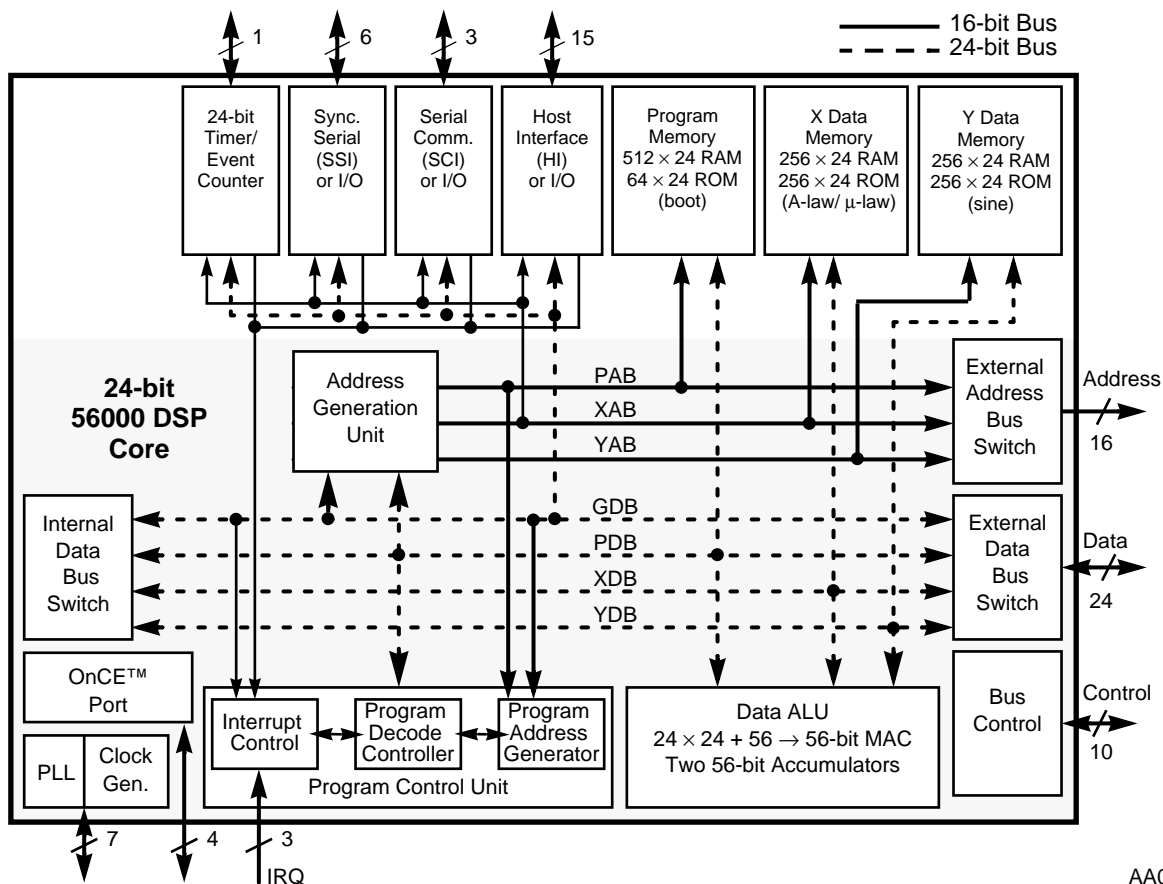 1
6
3
15
16-bit Bus
24-bit Bus
24-bit
Timer/
Event
Counter
Sync.
Serial
(SSI)
or I/O
Serial
Comm.
(SCI)
or I/O
Host
Interface
(HI)
or I/O
Program
Memory
512 × 24 RAM
64 × 24 ROM
(boot)
X Data
Memory
256 × 24 RAM
256 × 24 ROM
(A-law/ μ-law)
Y Data
Memory
256 × 24 RAM
256 × 24 ROM
(sine)
24-bit
56000 DSP
Core
Address
Generation
Unit
PAB
XAB
YAB
External
Address
Bus
Switch
Address
16
Internal
Data
Bus
Switch
GDB
PDB
XDB
YDB
External
Data
Bus
Switch
Data
24
OnCE™
Port
PLL
Clock
Gen.
Interrupt
Control
Program
Decode
Controller
Program
Address
Generator
Program Control Unit
Data ALU
24 × 24 + 56 → 56-bit MAC
Two 56-bit Accumulators
Bus
Control
Control
10
7
4
3
IRQ
AA0